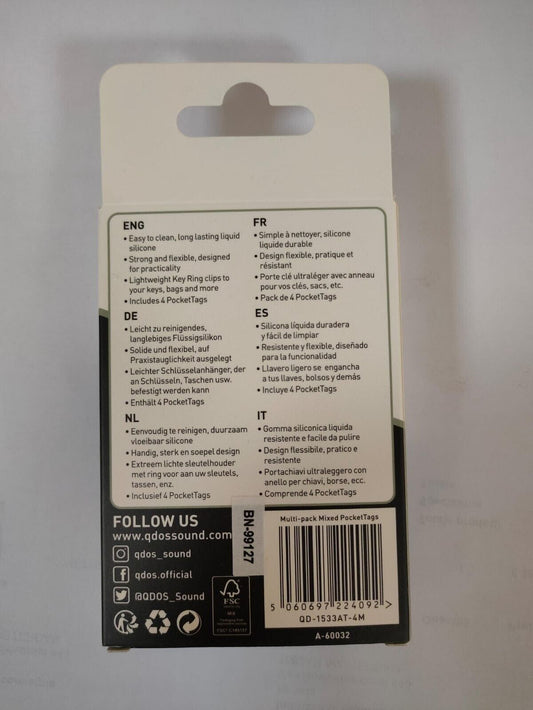 ENG
• Easy to clean, long lasting liquid
silicone
• Strong and flexible, designed
for practicality
• Lightweight Key Ring clips to
your keys, bags and more
• Includes 4 PocketTags
FR
• Simple à nettoyer, silicone
liquide durable
• Design flexible, pratique et
résistant
• Porte clé ultraléger avec anneau
pour vos clés, sacs, etc.
• Pack de 4 PocketTags
DE
• Leicht zu reinigendes,
langlebiges Flüssigsilikon
• Solide und flexibel, auf
Praxistauglichkeit ausgelegt
• Leichter Schlüsselanhänger, der
an Schlüsseln, Taschen usw.
befestigt werden kann
• Enthält 4 PocketTags
ES
• Silicona líquida duradera
y fácil de limpiar
• Resistente y flexible, diseñado
para la funcionalidad
• Llavero ligero se engancha
a tus llaves, bolsos y demás
• Incluye 4 PocketTags
NL
• Eenvoudig te reinigen, duurzaam
vloeibaar silicone
• Handig, sterk en soepel design
• Extreem lichte sleutelhouder
met ring voor aan uw sleutels,
tassen, enz.
• Inclusief 4 PocketTags
IT
• Gomma siliconica liquida
resistente e facile da pulire
• Design flessibile, pratico e
resistente
• Portachiavi ultraleggero con
anello per chiavi, borse, ecc.
• Comprende 4 PocketTags
FOLLOW US
www.qdossound.com
qdos_sound
qdos.official
@QDOS_Sound
BN-99127
FSC
Multi-pack Mixed PocketTags
5 060697 224092 >
QD-1533AT-4M
A-60032